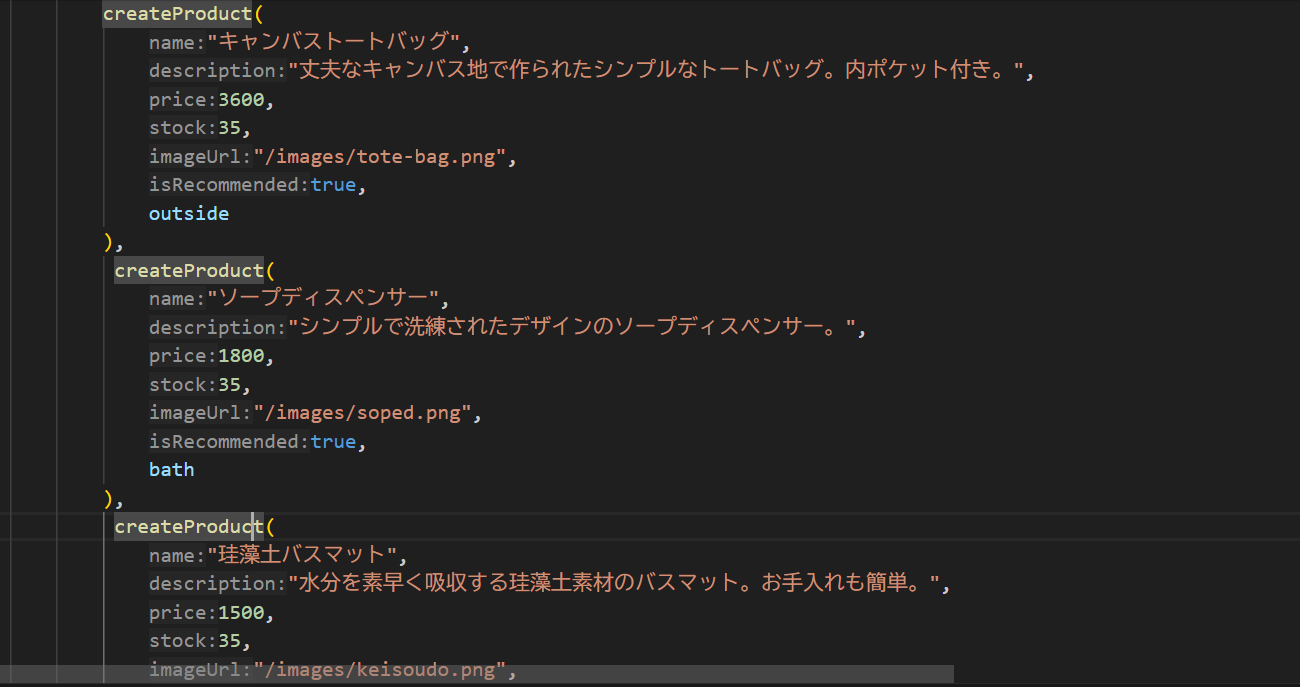 createProduct(
name:"キャンバストートバッグ",
description:"丈夫なキャンバス地で作られたシンプルなトートバッグ。内ポケット付き。",
price:3600,
stock:35,
imageUrl:"/images/tote-bag.png",
isRecommended:true,
outside
),
createProduct(
name:"ソープディスペンサー",
description:"シンプルで洗練されたデザインのソープディスペンサー。",
price:1800,
stock:35,
imageUrl:"/images/soped.png",
isRecommended:true,
bath
),
createProduct(
name:"珪藻土バスマット",
description:"水分を素早く吸収する珪藻土素材のバスマット。お手入れも簡単。",
price:1500,
stock:35,
imageUrl:"/images/keisoudo.png",